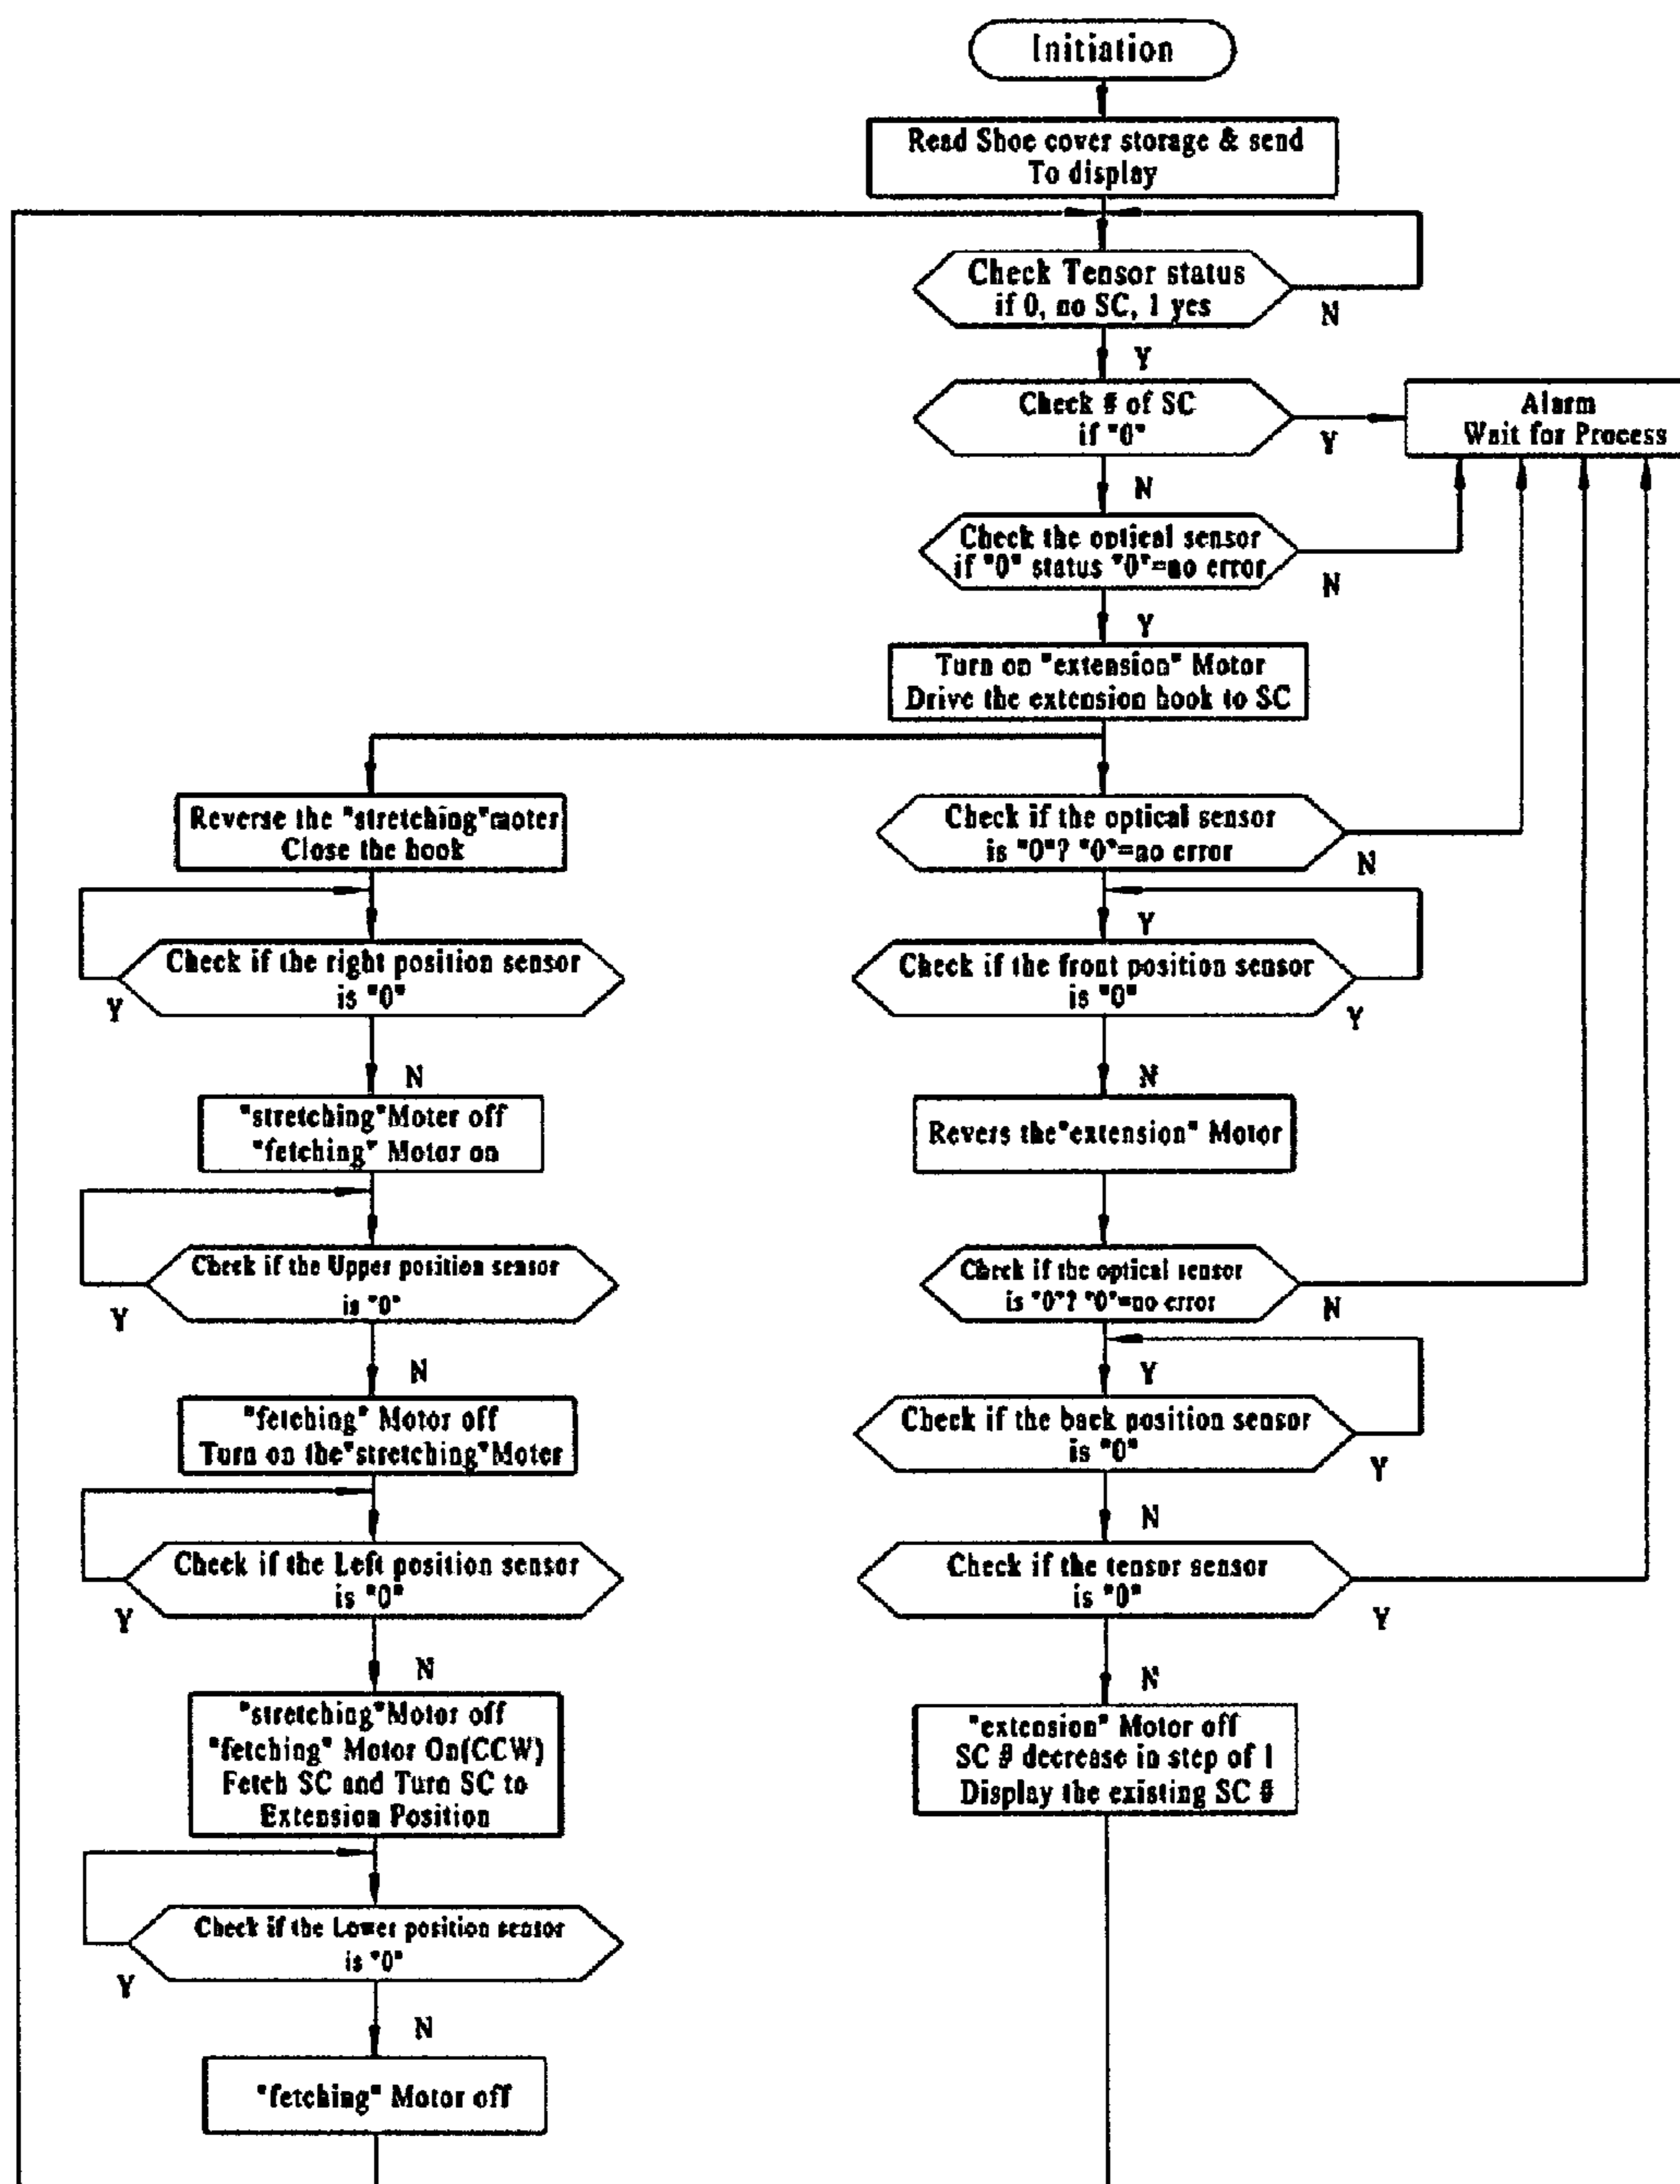 Initiation
Read Shoe cover storage & send
To display
Check Tensor status
if 0, no SC, 1 yes
N
Y
Check # of SC
if "0"
Y
Alarm
Wait for Process
N
Check the optical sensor
if "0" status "0"=no error
N
Y
Turn on "extension" Motor
Drive the extension hook to SC
Reverse the "stretching"moter
Close the hook
Check if the optical sensor
is "0"? "0"=no error
N
Y
Check if the right position sensor
is "0"
Y
Check if the front position sensor
is "0"
Y
N
N
"stretching"Moter off
"fetching" Motor on
Revers the"extension" Motor
Check if the Upper position sensor
is "0"
Y
Check if the optical sensor
is "0"? "0"=no error
N
N
Y
"fetching" Motor off
Turn on the"stretching"Moter
Check if the back position sensor
is "0"
Y
N
Check if the Left position sensor
is "0"
Y
Check if the tensor sensor
is "0"
Y
N
N
"stretching"Motor off
"fetching" Motor On(CCW)
Fetch SC and Turn SC to
Extension Position
"extension" Motor off
SC # decrease in step of 1
Display the existing SC #
Check if the Lower position sensor
is "0"
Y
N
"fetching" Motor off